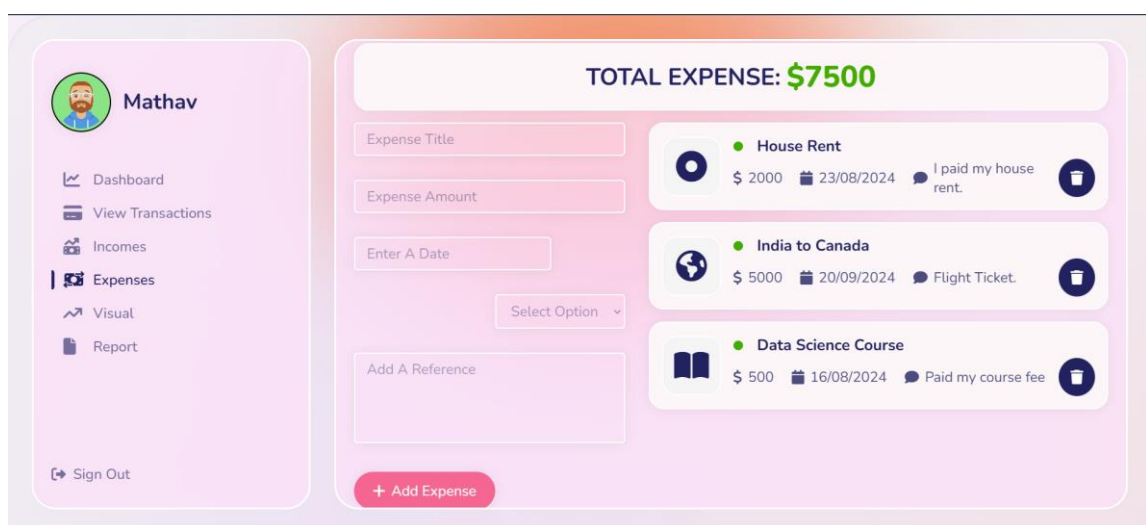 Mathav
Dashboard
View Transactions
Incomes
Expenses
Visual
Report
Sign Out
TOTAL EXPENSE: $7500
Expense Title
Expense Amount
Enter A Date
Select Option
Add A Reference
+ Add Expense
House Rent
$ 2000 23/08/2024 I paid my house
rent.
India to Canada
$ 5000 20/09/2024 Flight Ticket.
Data Science Course
$ 500 16/08/2024 Paid my course fee